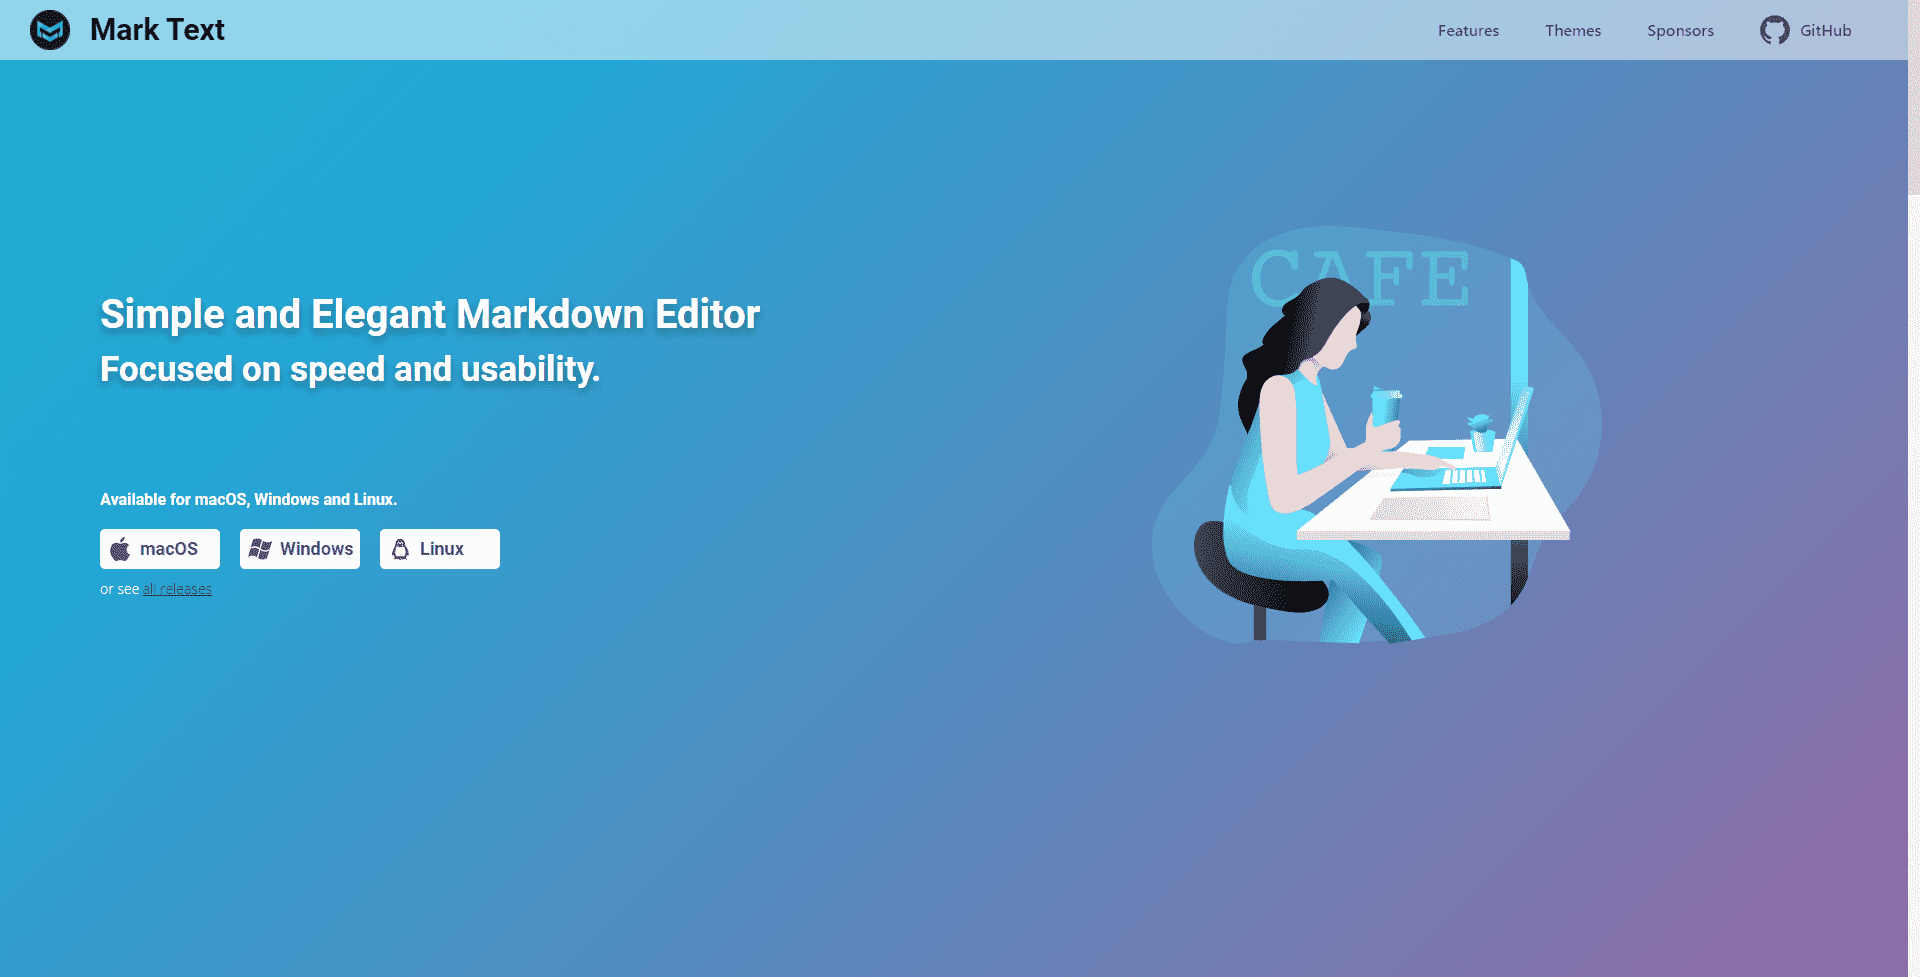 Mark Text
Features Themes Sponsors GitHub
CAFE
Simple and Elegant Markdown Editor
Focused on speed and usability.
Available for macOS, Windows and Linux.
macOS Windows Linux
or see all releases